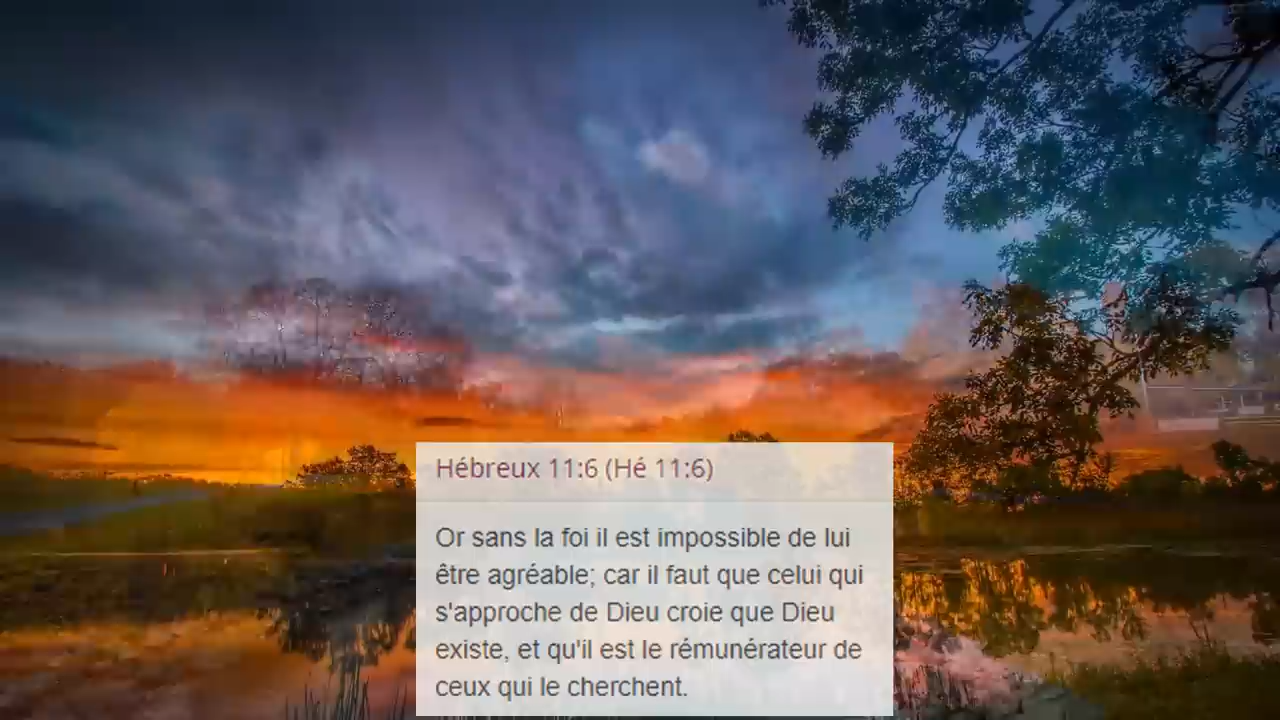 Hébreux 11:6 (Hé 11:6)
Or sans la foi il est impossible de lui
être agréable; car il faut que celui qui
s'approche de Dieu croie que Dieu
existe, et qu'il est le rémunérateur de
ceux qui le cherchent.